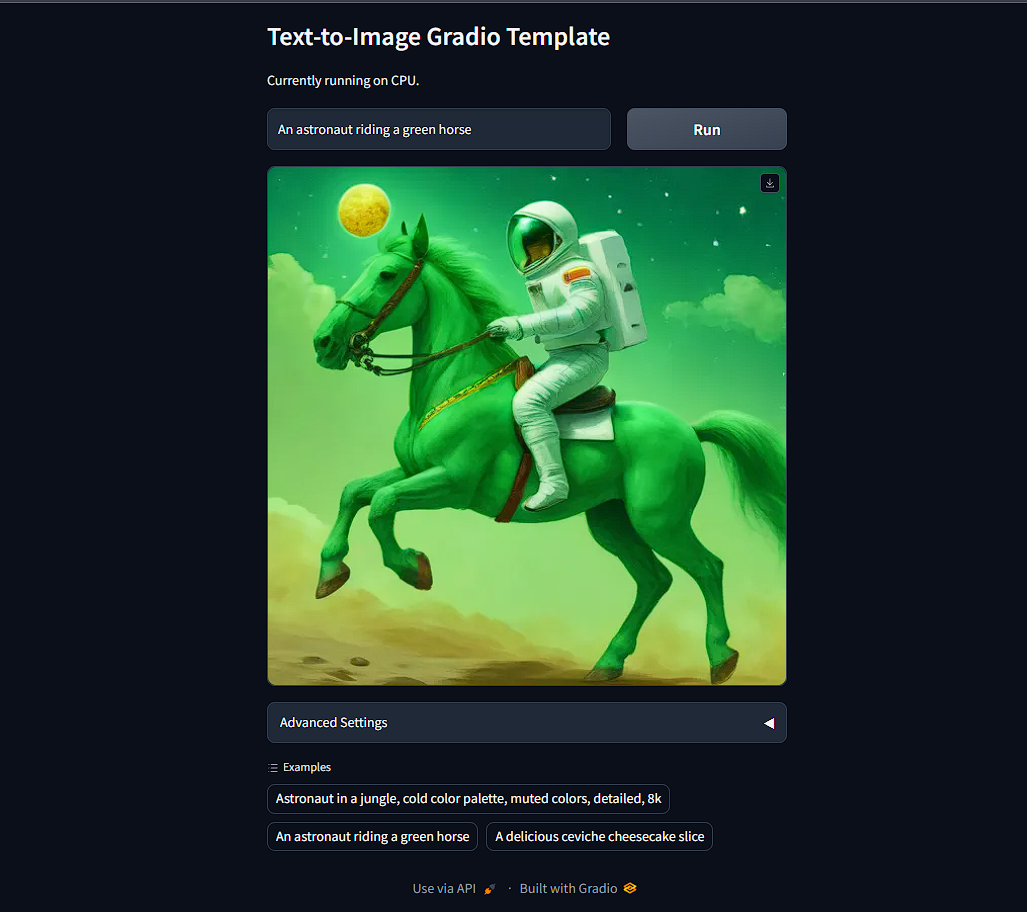 Text-to-Image Gradio Template
Currently running on CPU.
An astronaut riding a green horse
Run
Advanced Settings
Examples
Astronaut in a jungle, cold color palette, muted colors, detailed, 8k
An astronaut riding a green horse
A delicious ceviche cheesecake slice
Use via API · Built with Gradio